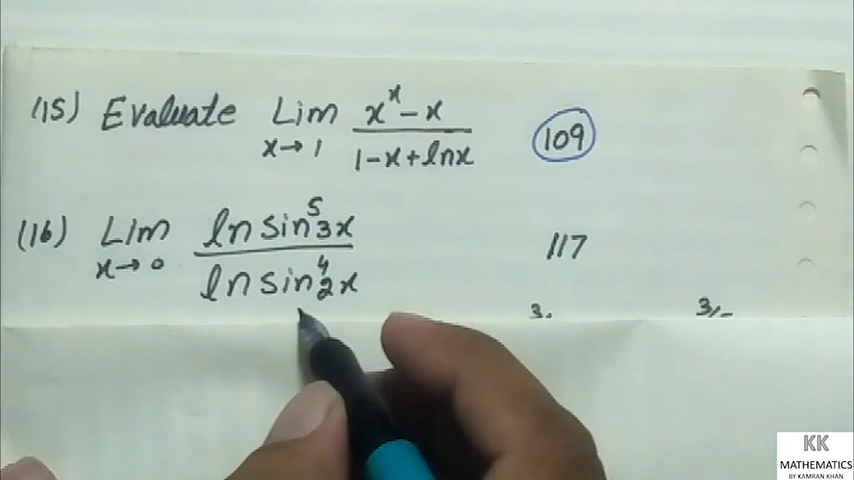 (15) Evaluate Lim x→1 (x^x - x)/(1-x+lnx) 109
(16) Lim x→0 (ln sin^5 3x)/(ln sin^4 2x) 117
KK
MATHEMATICS
BY KAMRAN KHAN